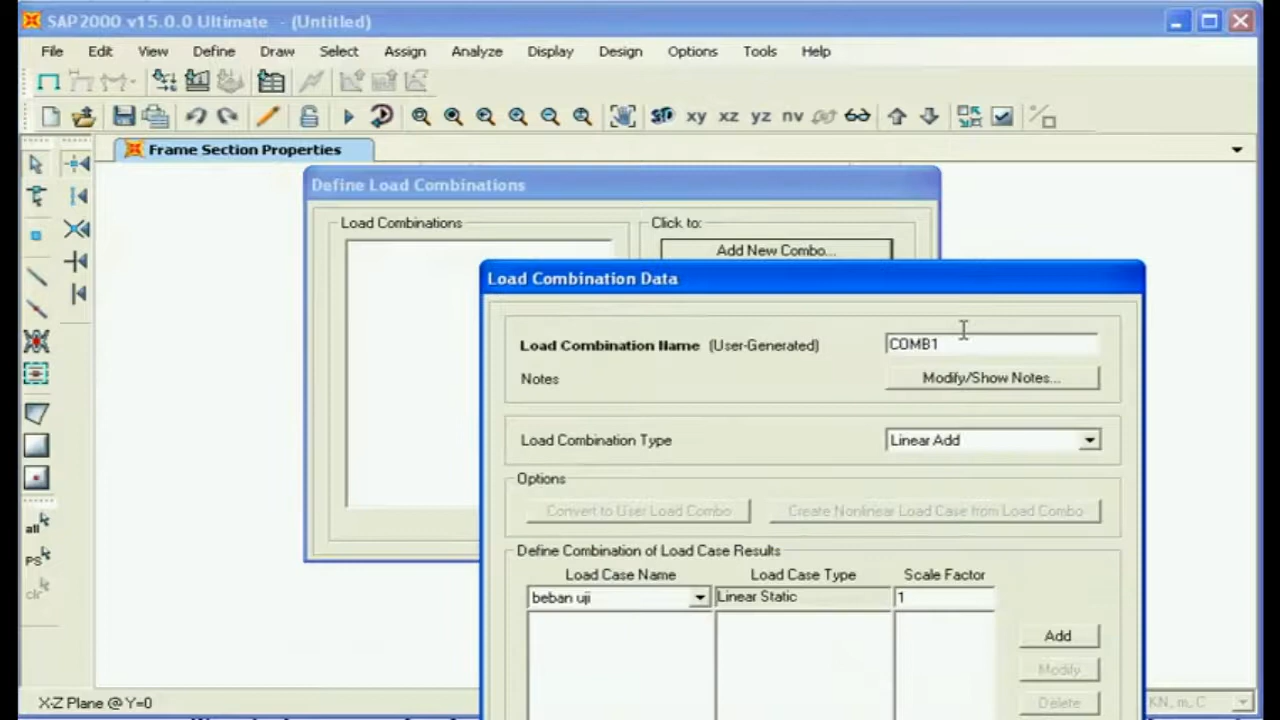 SAP2000 v15.0.0 Ultimate - (Untitled)
File Edit View Define Draw Select Assign Analyze Display Design Options Tools Help
3D xy xz yz nv
Frame Section Properties
Define Load Combinations
Load Combinations
Click to:
Add New Combo...
Load Combination Data
Load Combination Name (User-Generated)
COMB1
Notes
Modify/Show Notes...
Load Combination Type
Linear Add
Options
Convert to User Load Combo
Create Nonlinear Load Case from Load Combo
Define Combination of Load Case Results
Load Case Name Load Case Type Scale Factor
beban uji Linear Static 1
Add
Modify
Delete
all
PS
clr
X-Z Plane @ Y=0
KN, m, C